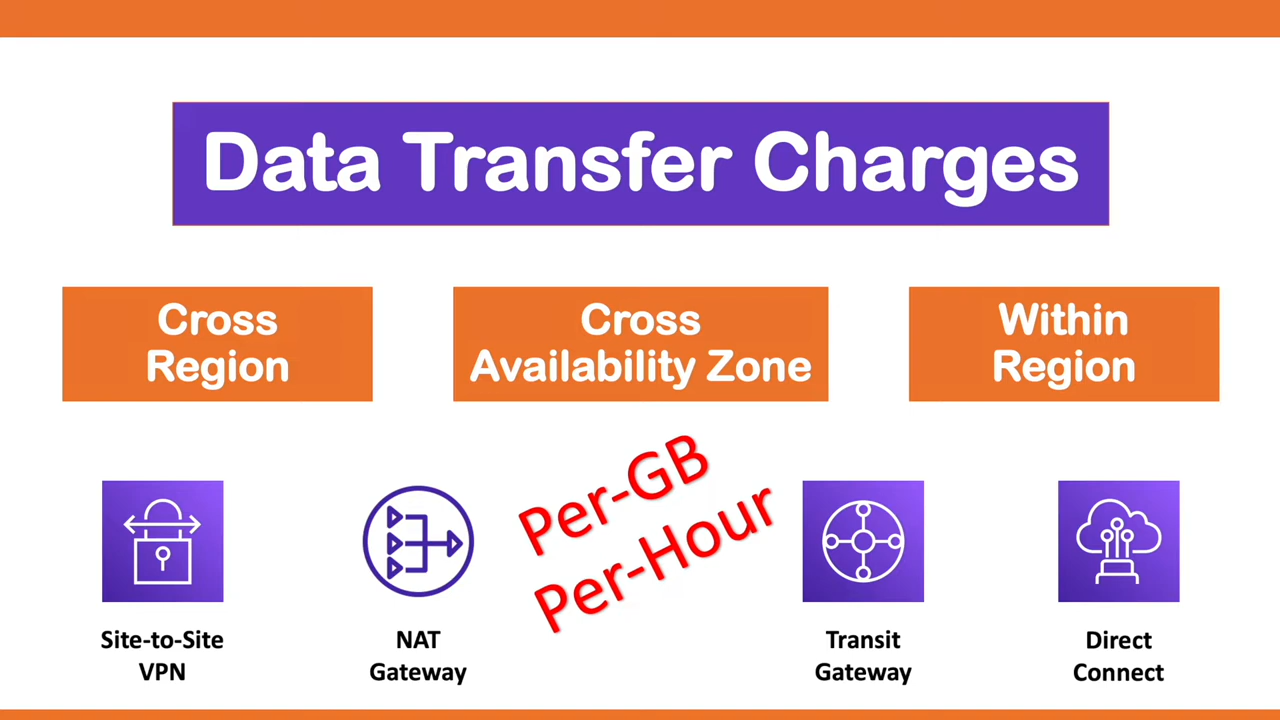 Data Transfer Charges
Cross
Region
Cross
Availability Zone
Within
Region
Per-GB
Per-Hour
Site-to-Site
VPN
NAT
Gateway
Transit
Gateway
Direct
Connect